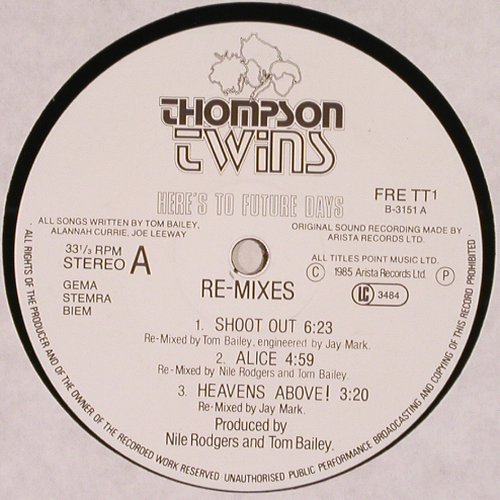 THOMPSON
TWINS
HERE'S TO FUTURE DAYS
FRE TT1
B-3151 A
ALL SONGS WRITTEN BY TOM BAILEY,
ALANNAH CURRIE, JOE LEEWAY
ORIGINAL SOUND RECORDING MADE BY
ARISTA RECORDS LTD.
33 1/3 RPM
STEREO A
GEMA
STEMRA
BIEM
ALL TITLES POINT MUSIC LTD.
Ⓒ 1985 Arista Records Ltd Ⓟ
LC 3484
RE-MIXES
1. SHOOT OUT 6:23
Re-Mixed by Tom Bailey, engineered by Jay Mark.
2. ALICE 4:59
Re-Mixed by Nile Rodgers and Tom Bailey.
3. HEAVENS ABOVE! 3:20
Re-Mixed by Jay Mark.
Produced by
Nile Rodgers and Tom Bailey.
ALL RIGHTS OF THE PRODUCER AND OF THE OWNER OF THE RECORDED WORK RESERVED UNAUTHORISED PUBLIC PERFORMANCE BROADCASTING AND COPYING OF THIS RECORD PROHIBITED